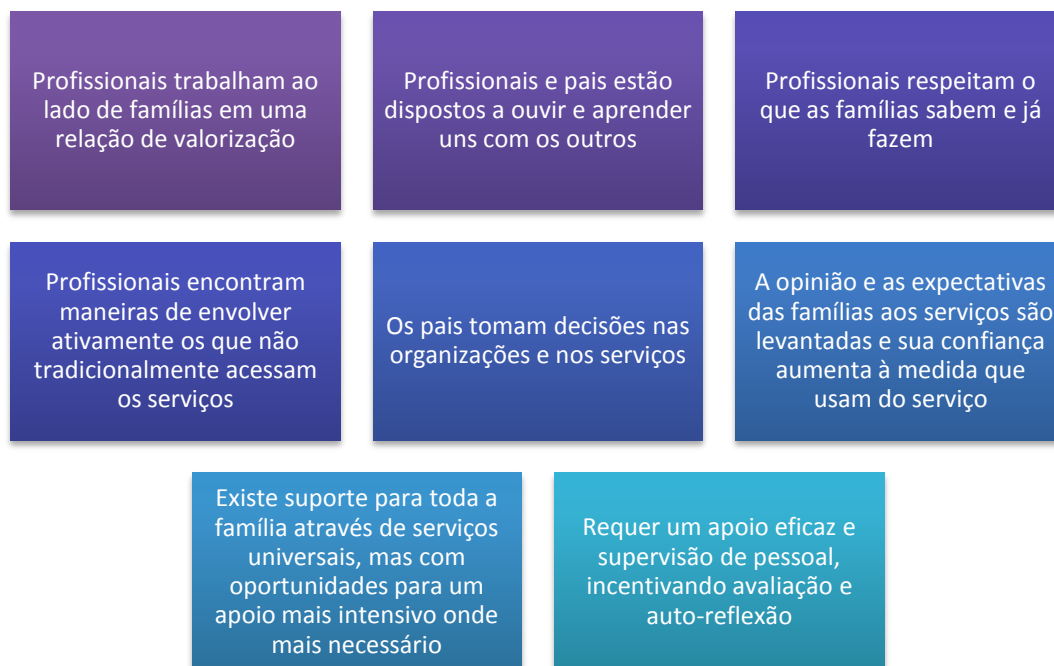 Profissionais trabalham ao
lado de famílias em uma
relação de valorização
Profissionais e pais estão
dispostos a ouvir e aprender
uns com os outros
Profissionais respeitam o
que as famílias sabem e já
fazem
Profissionais encontram
maneiras de envolver
ativamente os que não
tradicionalmente acessam
os serviços
Os pais tomam decisões nas
organizações e nos serviços
A opinião e as expectativas
das famílias aos serviços são
levantadas e sua confiança
aumenta à medida que
usam do serviço
Existe suporte para toda a
família através de serviços
universais, mas com
oportunidades para um
apoio mais intensivo onde
mais necessário
Requer um apoio eficaz e
supervisão de pessoal,
incentivando avaliação e
auto-reflexão